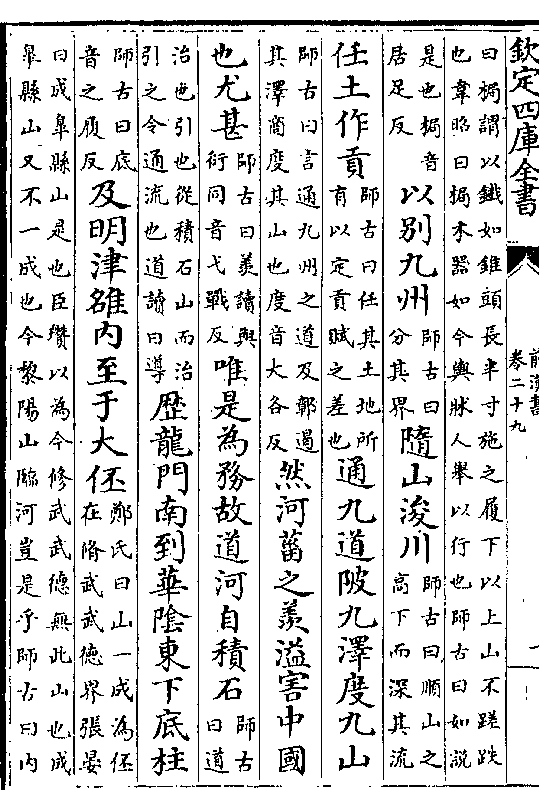 欽定四庫全書
前漢書
卷二十九
一
曰梮謂以鐵如錐頭長半寸施之履下以上山不蹉跌
也韋昭曰梮木器如今輿牀人舉以行也師古曰如說
是也梮音居足反以別九州師古曰分其界隨山浚川師古曰順山之高下而深其流
任土作貢師古曰任其土地所有以定貢賦之差也通九道陂九澤度九山
師古曰言通九州之道及鄣遏其澤商度其山也度音大各反然河菑之羨溢害中國
也尤甚師古曰羨讀與衍同音弋戰反唯是為務故道河自積石師古曰道
治也引也從積石山而治引之令通流也道讀曰導歴龍門南到華陰東下底柱
師古曰底音之履反及明津雒内至于大伾鄭氏曰山一成為伾在脩武武德界張晏
曰成臯縣山是也臣瓚以為今修武武德無此山也成
臯縣山又不一成也今黎陽山臨河豈是乎師古曰内